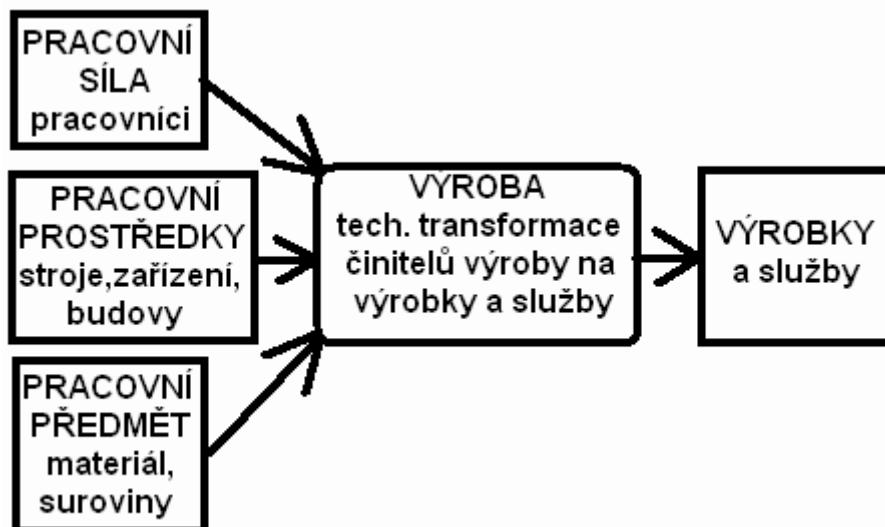 PRACOVNÍ
SÍLA
pracovníci
PRACOVNÍ
PROSTŘEDKY
stroje,zařízení,
budovy
PRACOVNÍ
PŘEDMĚT
materiál,
suroviny
VÝROBA
tech. transformace
činitelů výroby na
výrobky a služby
VÝROBKY
a služby